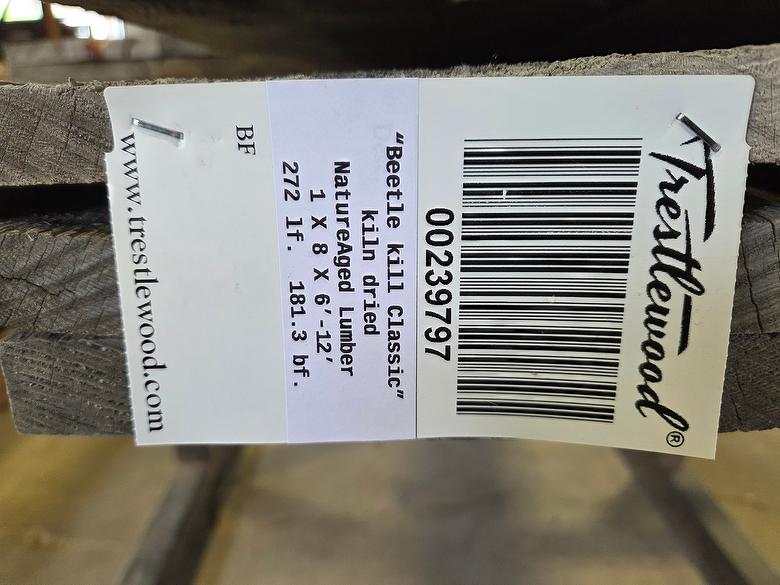 Trestlewood®
00239797
“Beetle kill Classic”
kiln dried
NatureAged Lumber
1 X 8 X 6'-12'
272 lf. 181.3 bf.
BF
www.trestlewood.com